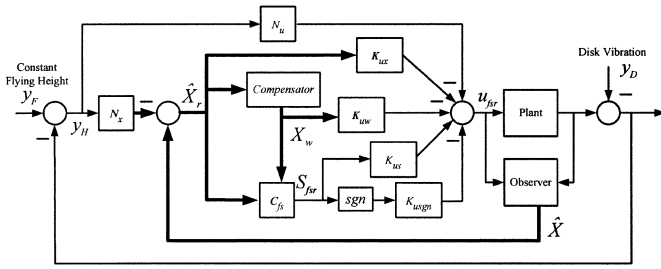 N_u
Constant
Flying Height
y_F
y_H
N_x
X̂_r
K_ux
Compensator
X_w
K_uw
K_us
C_fs
S_fsr
sgn
K_usgn
u_fsr
Plant
Observer
X̂
Disk Vibration
y_D